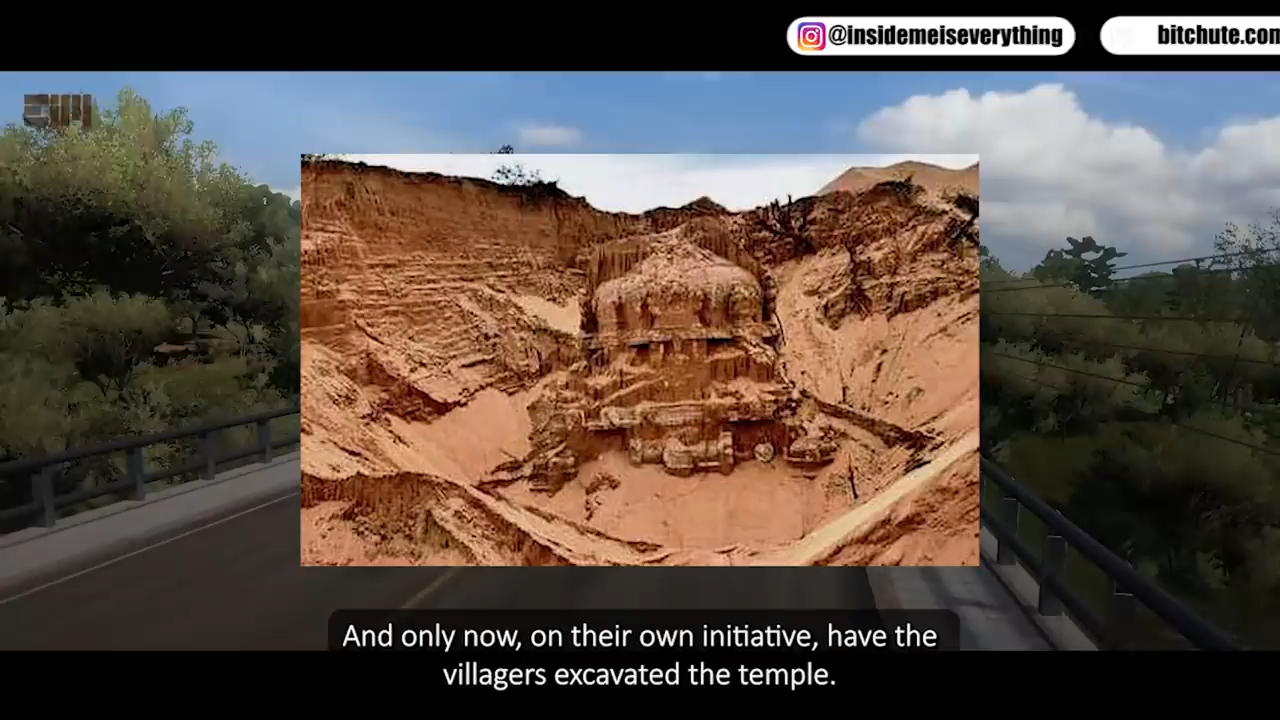 @insidemeiseverything
bitchute.com
And only now, on their own initiative, have the
villagers excavated the temple.